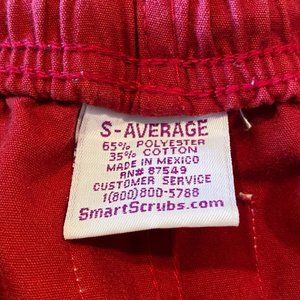 S-AVERAGE
65% POLYESTER
35% COTTON
MADE IN MEXICO
RN# 87549
CUSTOMER SERVICE
1(800)800-5788
SmartScrubs.com